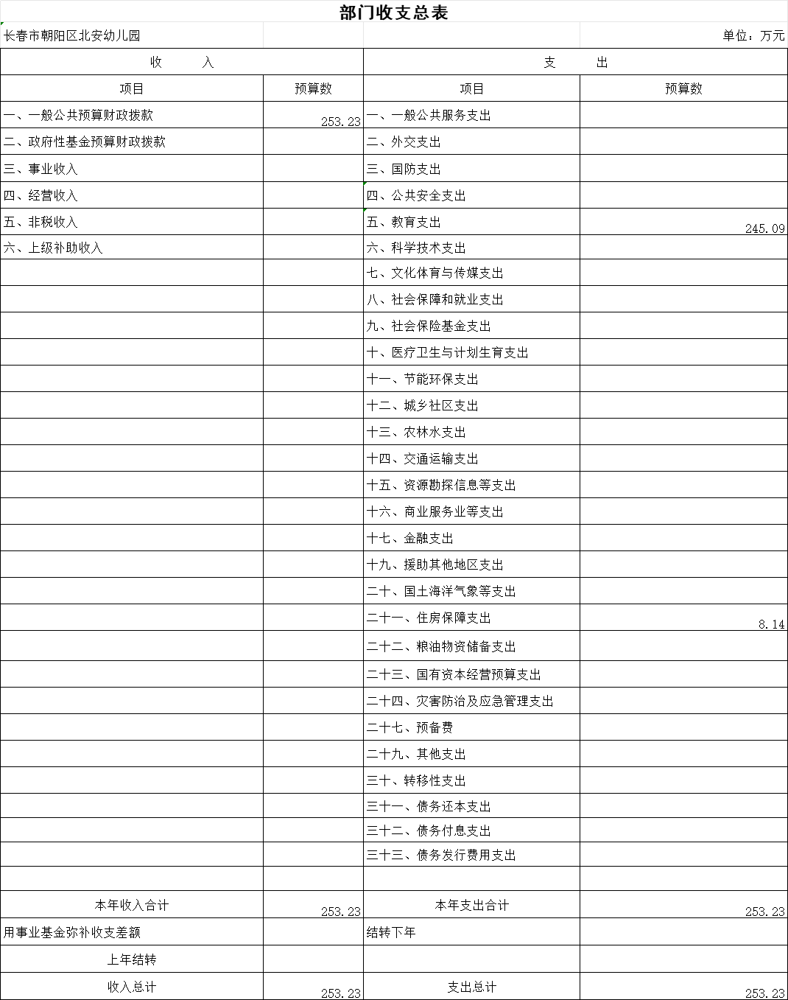 部门收支总表
长春市朝阳区北安幼儿园 单位：万元
收 入 支 出
项目 预算数 项目 预算数
一、一般公共预算财政拨款 253.23 一、一般公共服务支出
二、政府性基金预算财政拨款 二、外交支出
三、事业收入 三、国防支出
四、经营收入 四、公共安全支出
五、非税收入 五、教育支出 245.09
六、上级补助收入 六、科学技术支出
七、文化体育与传媒支出
八、社会保障和就业支出
九、社会保险基金支出
十、医疗卫生与计划生育支出
十一、节能环保支出
十二、城乡社区支出
十三、农林水支出
十四、交通运输支出
十五、资源勘探信息等支出
十六、商业服务业等支出
十七、金融支出
十九、援助其他地区支出
二十、国土海洋气象等支出
二十一、住房保障支出 8.14
二十二、粮油物资储备支出
二十三、国有资本经营预算支出
二十四、灾害防治及应急管理支出
二十七、预备费
二十九、其他支出
三十、转移性支出
三十一、债务还本支出
三十二、债务付息支出
三十三、债务发行费用支出
本年收入合计 253.23 本年支出合计 253.23
用事业基金弥补收支差额 结转下年
上年结转
收入总计 253.23 支出总计 253.23